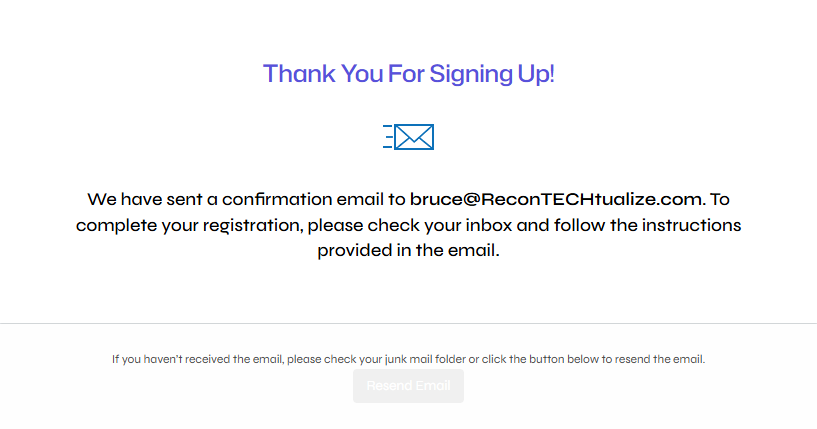 Thank You For Signing Up!
We have sent a confirmation email to bruce@ReconTECHtualize.com. To
complete your registration, please check your inbox and follow the instructions
provided in the email.
If you haven't received the email, please check your junk mail folder or click the button below to resend the email.
Resend Email